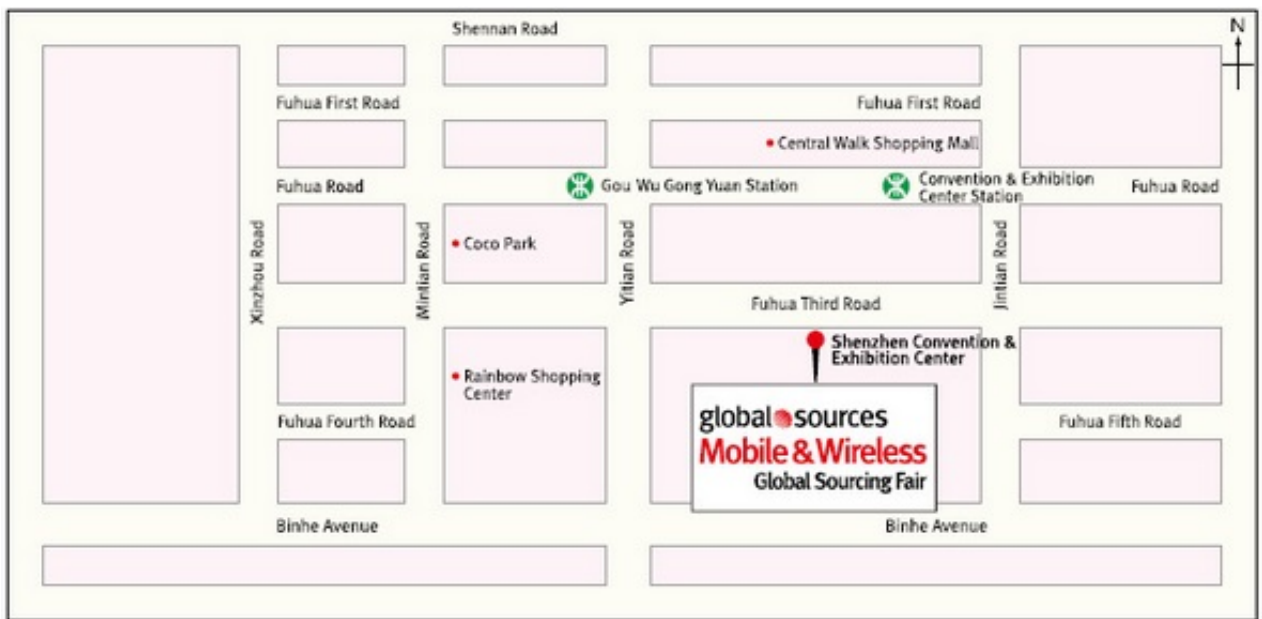 Shennan Road
N
Fuhua First Road
Fuhua First Road
Central Walk Shopping Mall
Fuhua Road
Gou Wu Gong Yuan Station
Convention & Exhibition
Center Station
Fuhua Road
Xinzhou Road
Mintian Road
Coco Park
Yitian Road
Jintian Road
Fuhua Third Road
Shenzhen Convention &
Exhibition Center
Rainbow Shopping
Center
global sources
Mobile & Wireless
Global Sourcing Fair
Fuhua Fourth Road
Fuhua Fifth Road
Binhe Avenue
Binhe Avenue